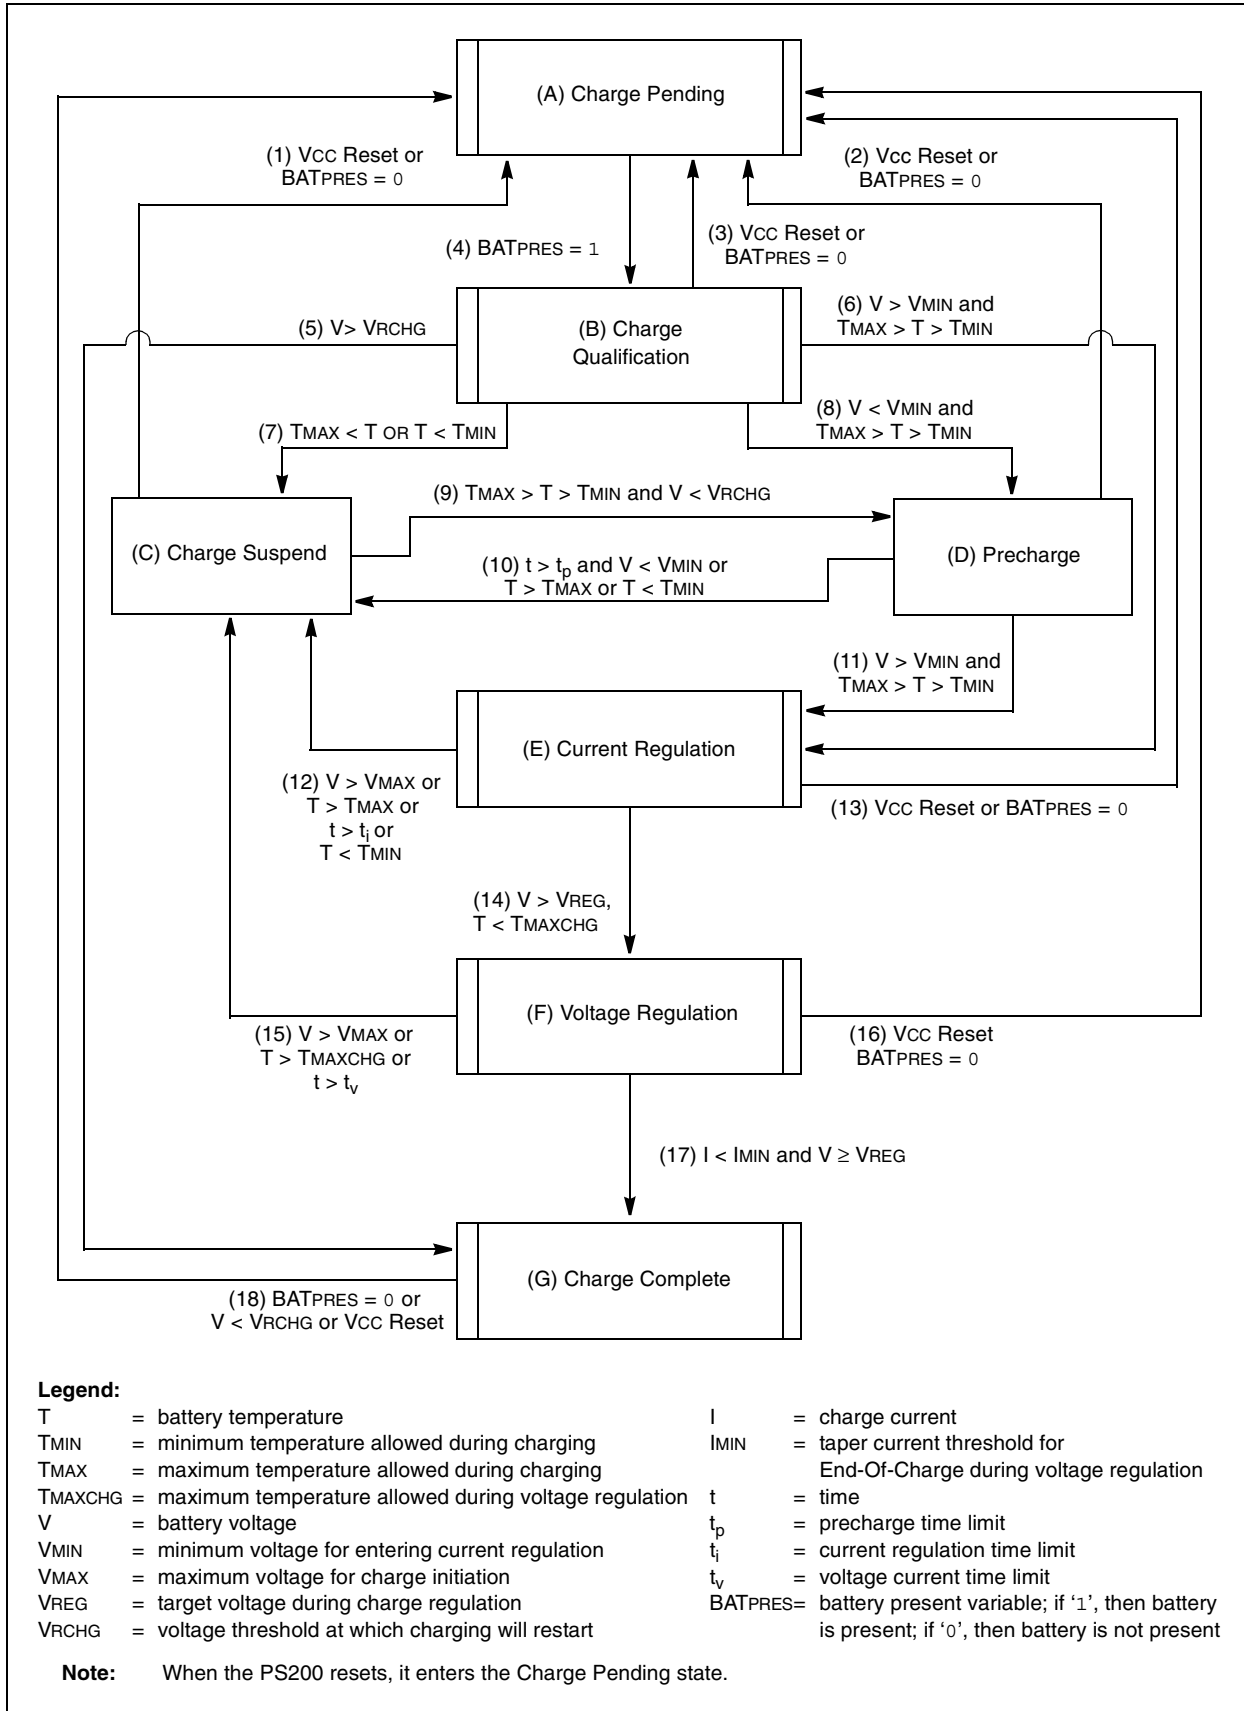 (A) Charge Pending
(1) VCC Reset or
BATPRES = 0
(2) Vcc Reset or
BATPRES = 0
(3) VCC Reset or
BATPRES = 0
(4) BATPRES = 1
(5) V> VRCHG
(B) Charge
Qualification
(6) V > VMIN and
TMAX > T > TMIN
(7) TMAX < T OR T < TMIN
(8) V < VMIN and
TMAX > T > TMIN
(9) TMAX > T > TMIN and V < VRCHG
(C) Charge Suspend
(D) Precharge
(10) t > tp and V < VMIN or
T > TMAX or T < TMIN
(11) V > VMIN and
TMAX > T > TMIN
(E) Current Regulation
(12) V > VMAX or
T > TMAX or
t > ti or
T < TMIN
(13) VCC Reset or BATPRES = 0
(14) V > VREG,
T < TMAXCHG
(F) Voltage Regulation
(15) V > VMAX or
T > TMAXCHG or
t > tv
(16) VCC Reset
BATPRES = 0
(17) I < IMIN and V ≥ VREG
(G) Charge Complete
(18) BATPRES = 0 or
V < VRCHG or VCC Reset
Legend:
T = battery temperature
TMIN = minimum temperature allowed during charging
TMAX = maximum temperature allowed during charging
TMAXCHG = maximum temperature allowed during voltage regulation
V = battery voltage
VMIN = minimum voltage for entering current regulation
VMAX = maximum voltage for charge initiation
VREG = target voltage during charge regulation
VRCHG = voltage threshold at which charging will restart
I = charge current
IMIN = taper current threshold for
End-Of-Charge during voltage regulation
t = time
tp = precharge time limit
ti = current regulation time limit
tv = voltage current time limit
BATPRES= battery present variable; if ‘1’, then battery
is present; if ‘0’, then battery is not present
Note: When the PS200 resets, it enters the Charge Pending state.